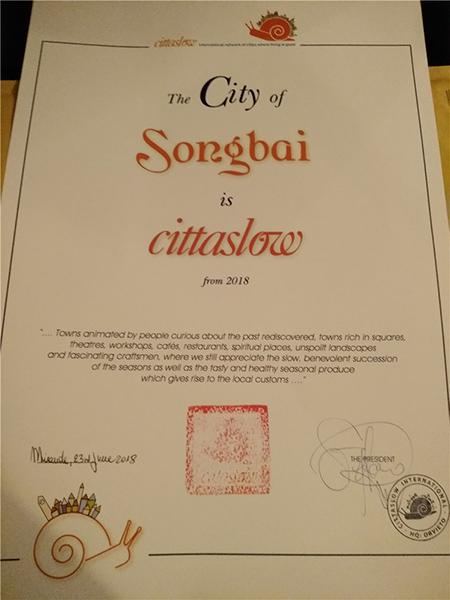 cittaslow international network of cities where living is good
The City of
Songbai
is
cittaslow
from 2018
".... Towns animated by people curious about the past rediscovered, towns rich in squares,
theatres, workshops, cafés, restaurants, spiritual places, unspoilt landscapes
and fascinating craftsmen, where we still appreciate the slow, benevolent succession
of the seasons as well as the tasty and healthy seasonal produce
which gives rise to the local customs ...."
cittaslow
23rd June 2018
THE PRESIDENT
CITTASLOW INTERNATIONAL
HQ: ORVIETO